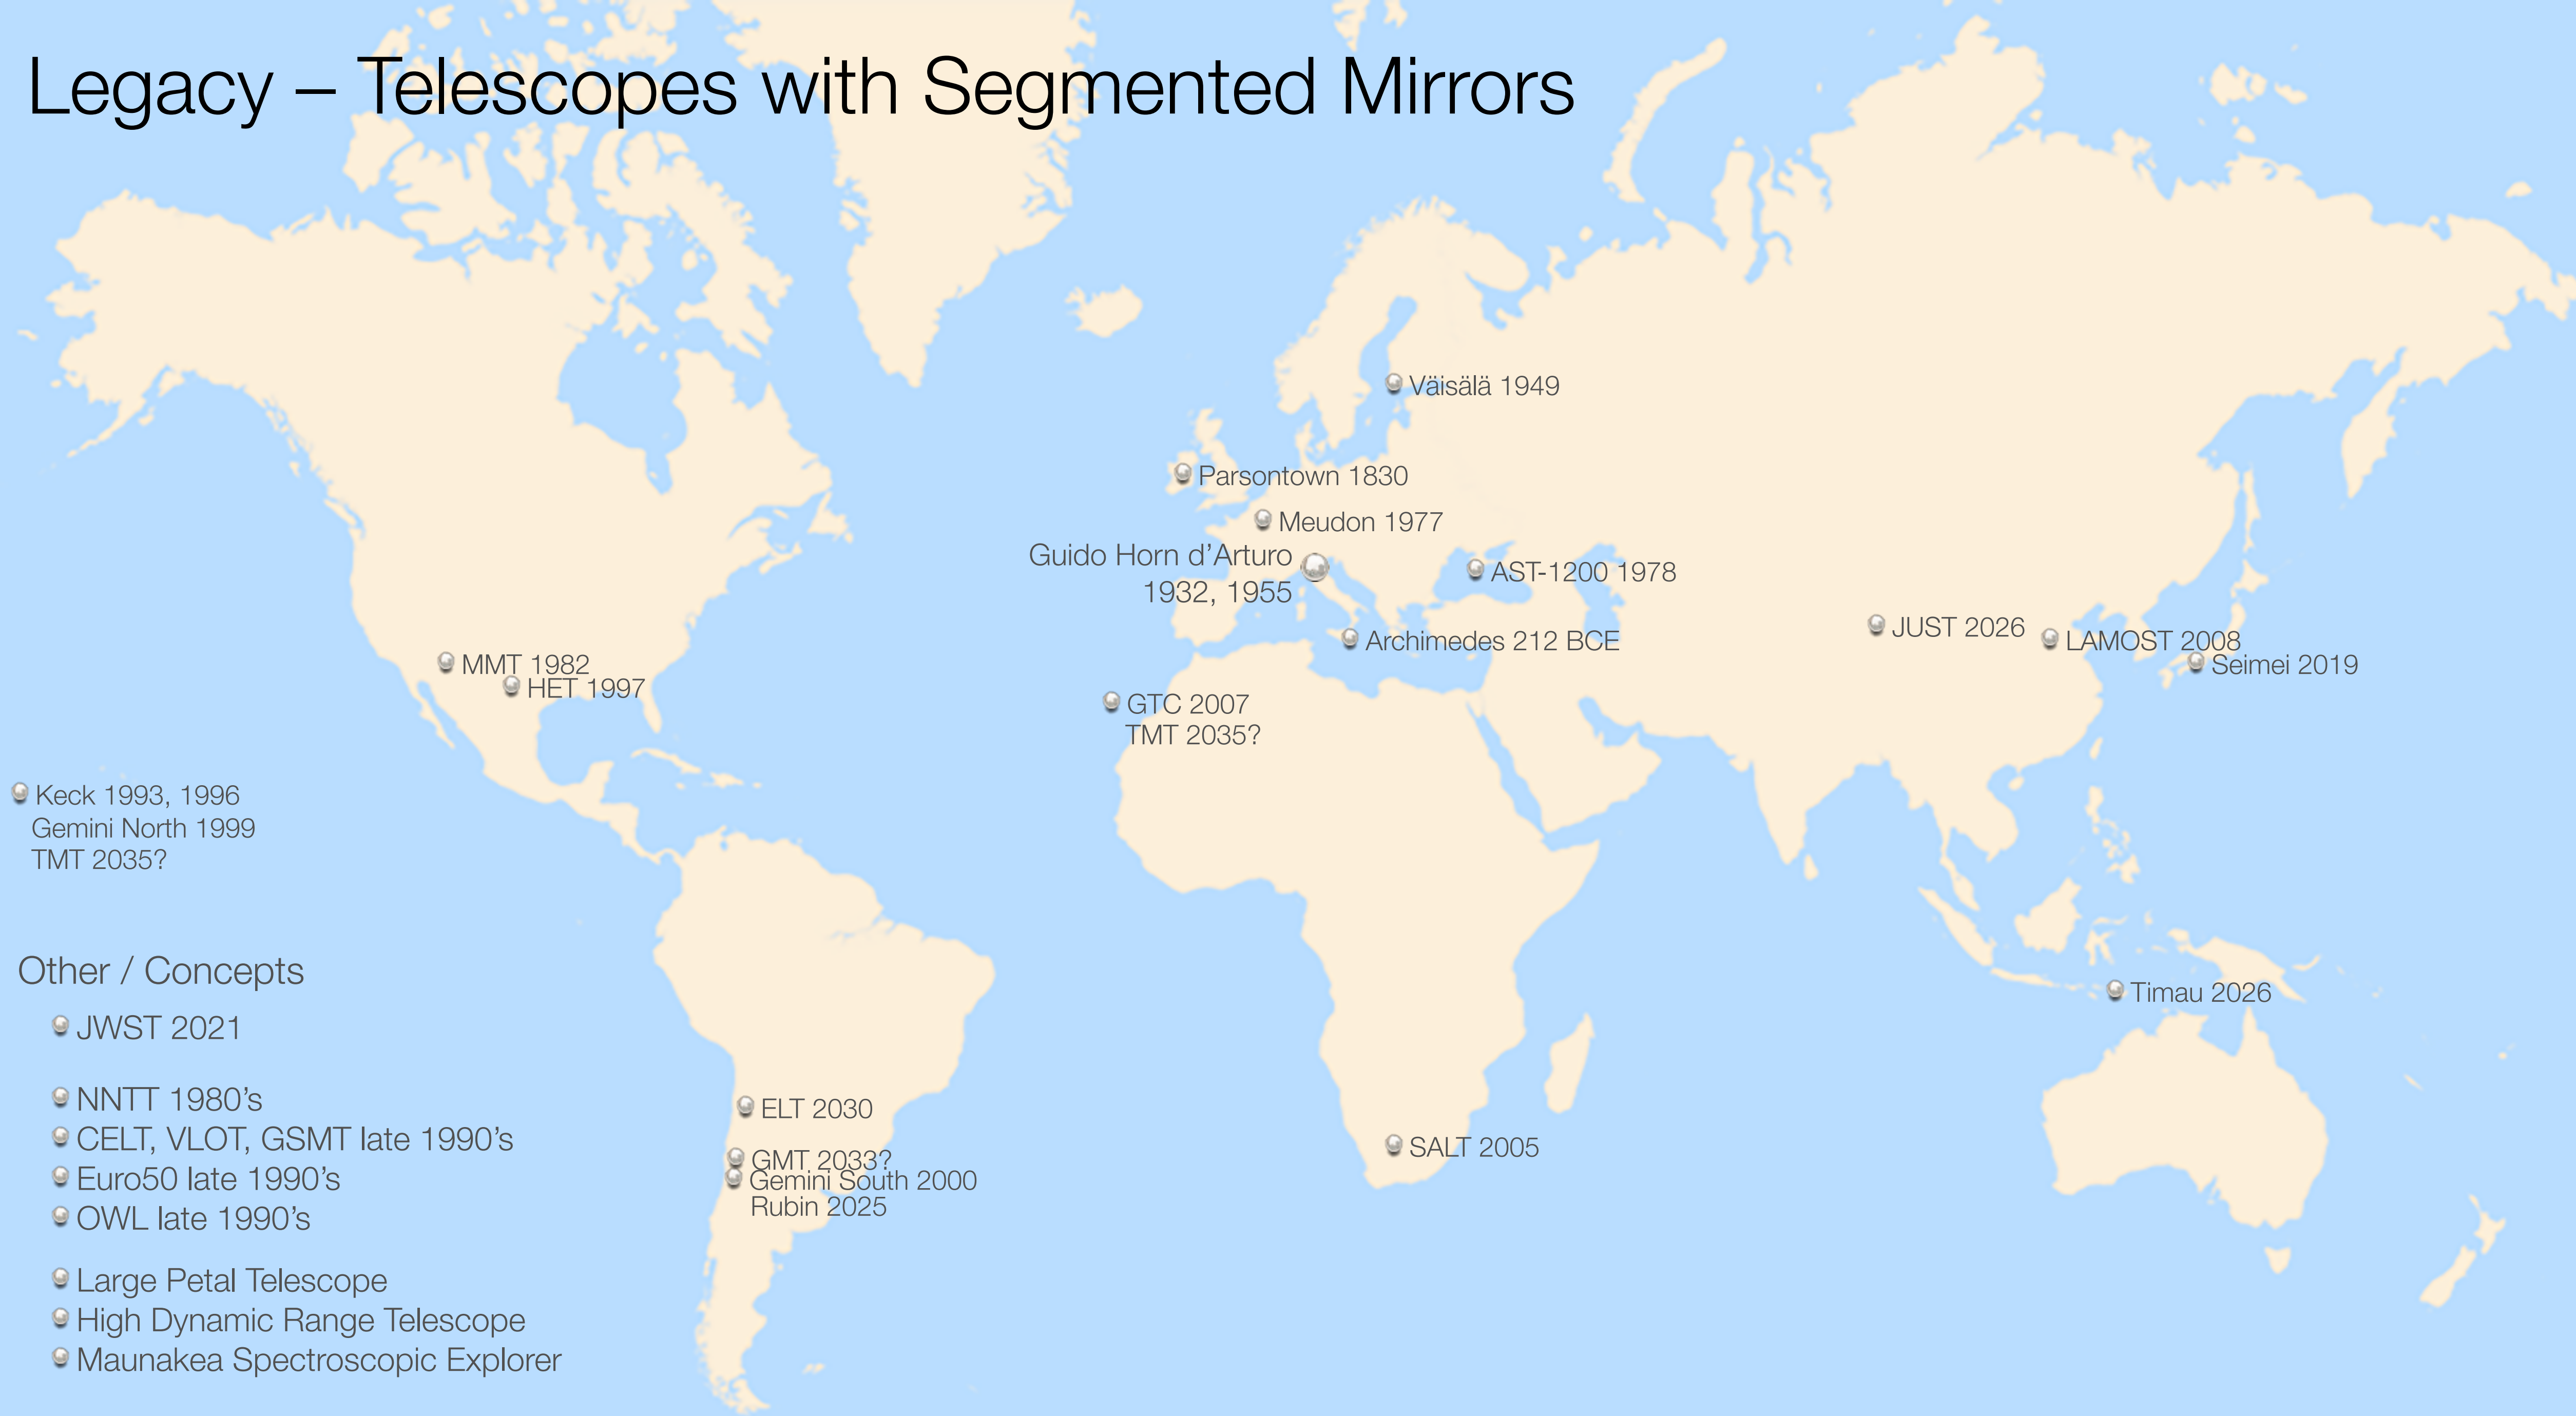 Legacy – Telescopes with Segmented Mirrors
Väisälä 1949
Parsontown 1830
Meudon 1977
Guido Horn d’Arturo
1932, 1955
AST-1200 1978
Archimedes 212 BCE
JUST 2026
LAMOST 2008
Seimei 2019
MMT 1982
HET 1997
GTC 2007
TMT 2035?
Keck 1993, 1996
Gemini North 1999
TMT 2035?
Other / Concepts
JWST 2021
NNTT 1980’s
CELT, VLOT, GSMT late 1990’s
Euro50 late 1990’s
OWL late 1990’s
Large Petal Telescope
High Dynamic Range Telescope
Maunakea Spectroscopic Explorer
Timau 2026
ELT 2030
GMT 2033?
Gemini South 2000
Rubin 2025
SALT 2005